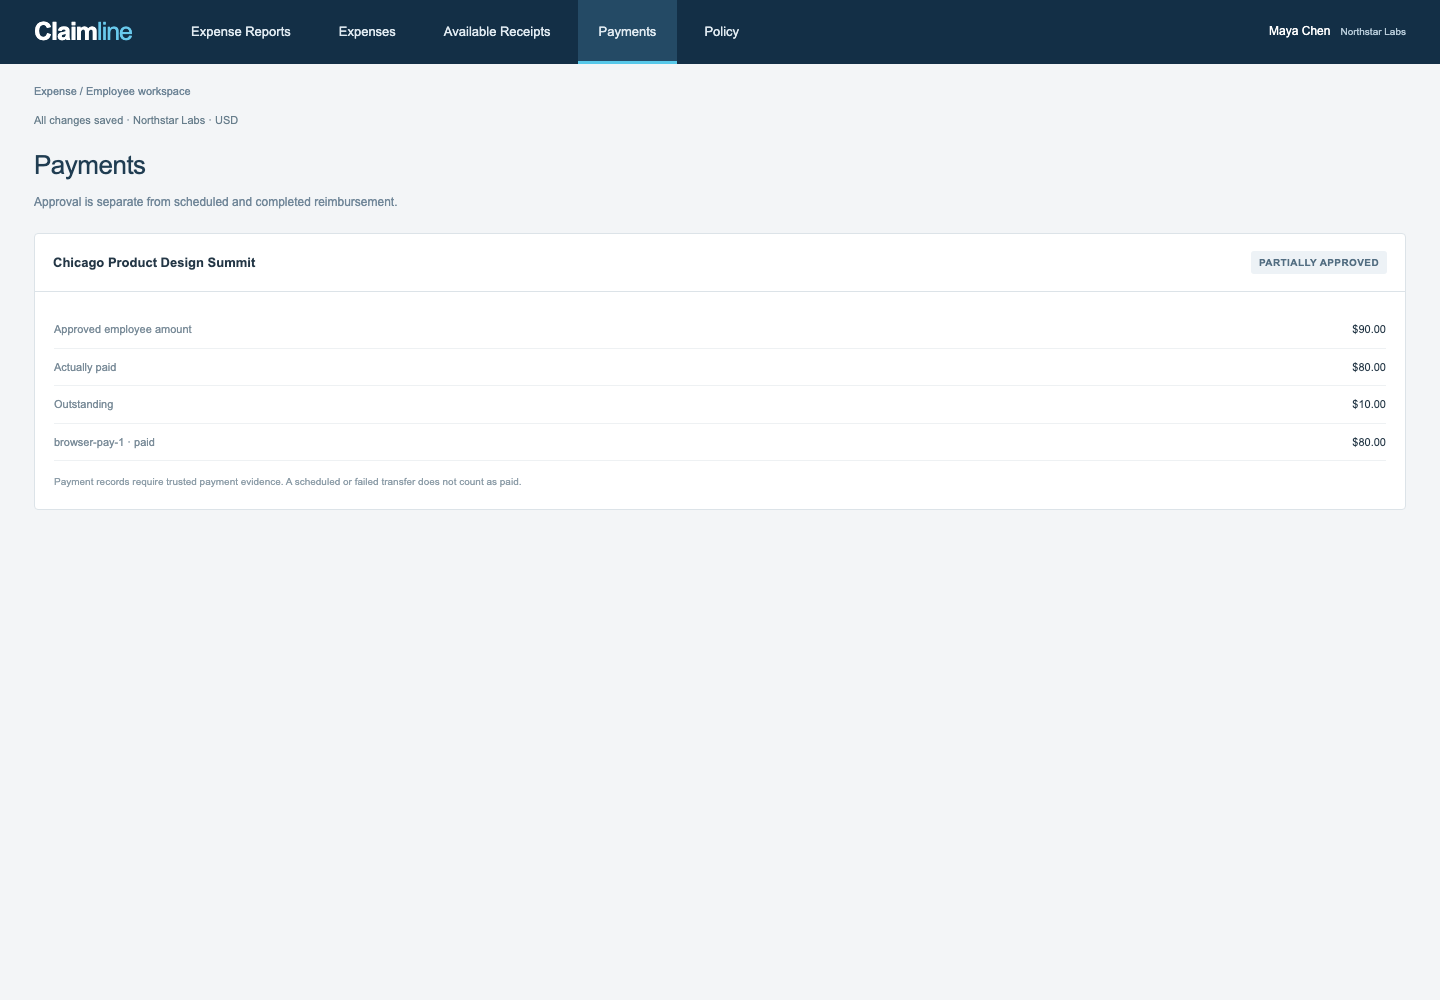 Claimline Expense Reports Expenses Available Receipts Payments Policy Maya Chen Northstar Labs
Expense / Employee workspace
All changes saved · Northstar Labs · USD
Payments
Approval is separate from scheduled and completed reimbursement.
Chicago Product Design Summit PARTIALLY APPROVED
Approved employee amount $90.00
Actually paid $80.00
Outstanding $10.00
browser-pay-1 · paid $80.00
Payment records require trusted payment evidence. A scheduled or failed transfer does not count as paid.